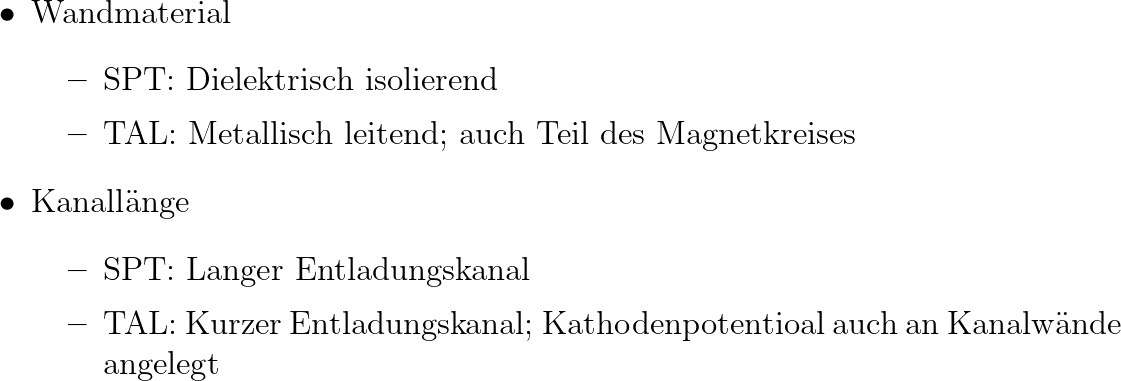 • Wandmaterial
– SPT: Dielektrisch isolierend
– TAL: Metallisch leitend; auch Teil des Magnetkreises
• Kanallänge
– SPT: Langer Entladungskanal
– TAL: Kurzer Entladungskanal; Kathodenpotentioal auch an Kanalwände
angelegt